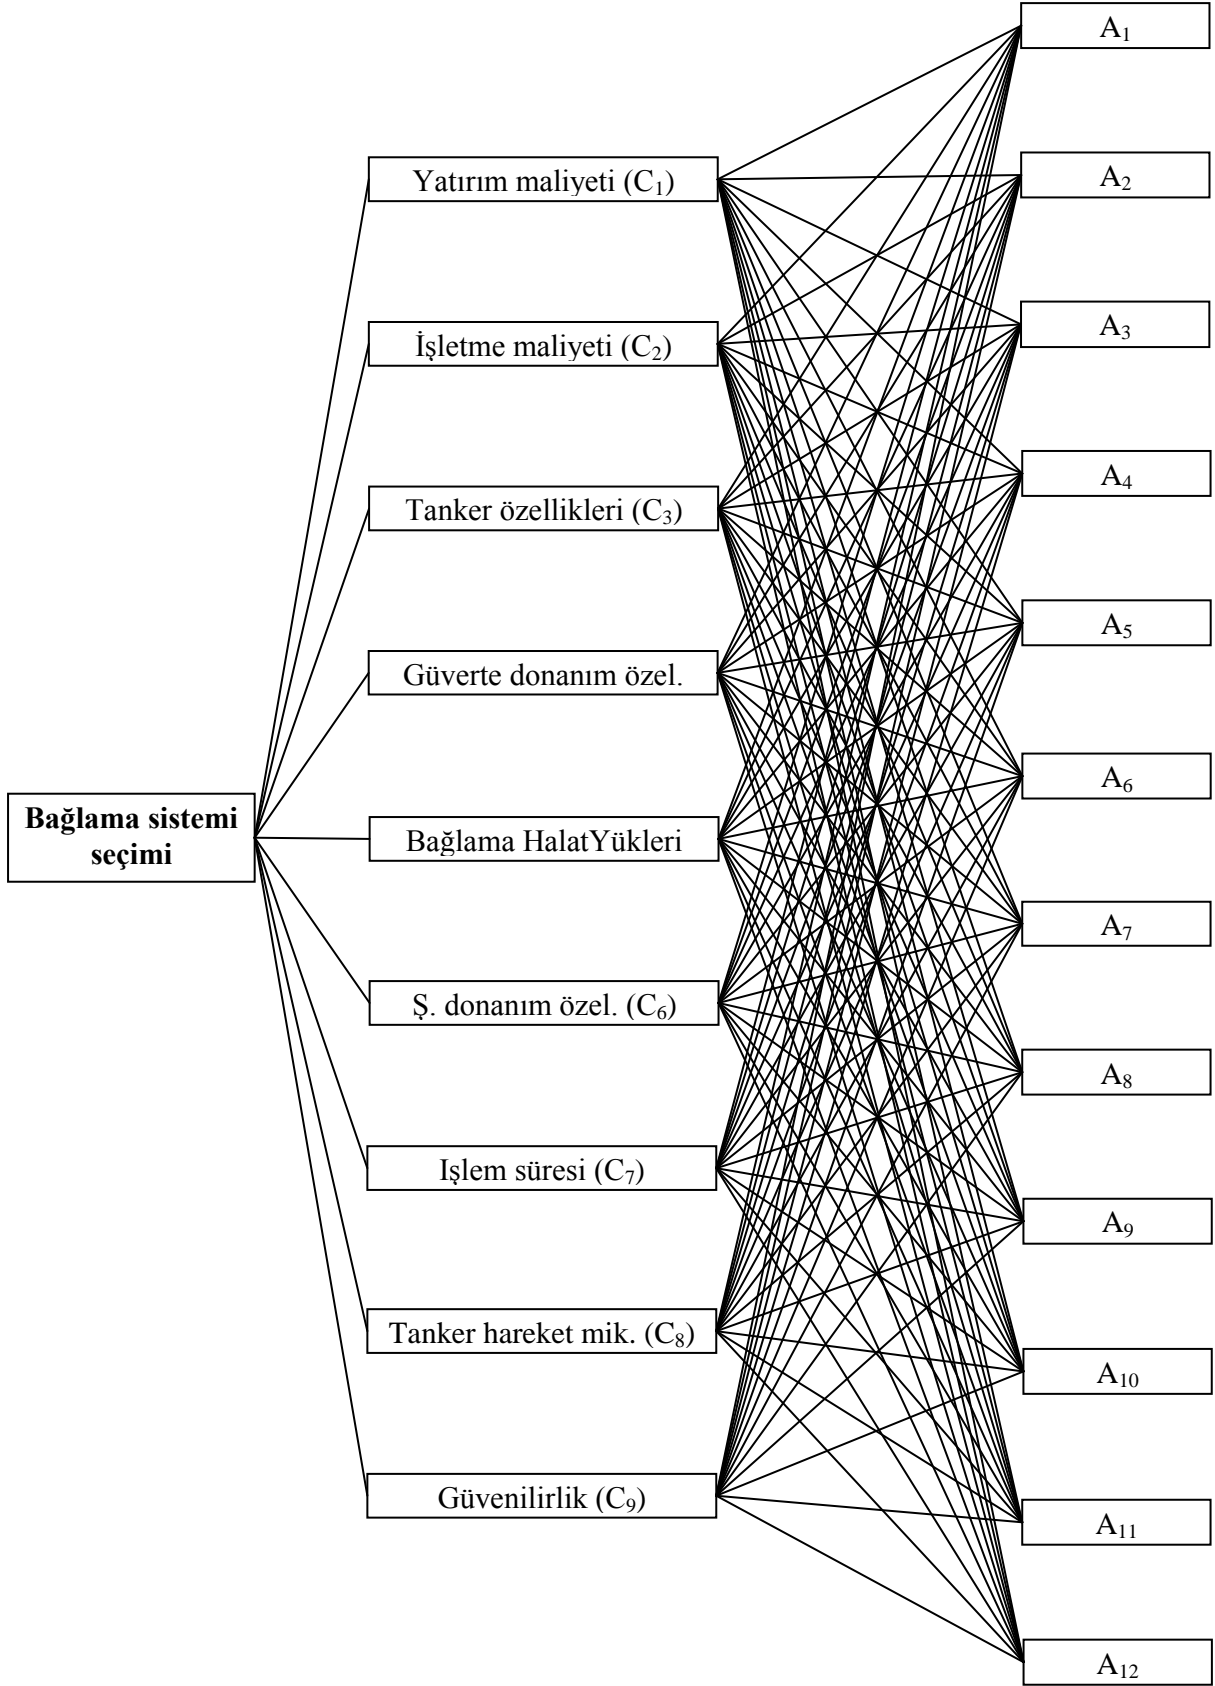 Bağlama sistemi
seçimi
Yatırım maliyeti (C₁)
İşletme maliyeti (C₂)
Tanker özellikleri (C₃)
Güverte donanım özel.
Bağlama HalatYükleri
Ş. donanım özel. (C₆)
Işlem süresi (C₇)
Tanker hareket mik. (C₈)
Güvenilirlik (C₉)
A₁
A₂
A₃
A₄
A₅
A₆
A₇
A₈
A₉
A₁₀
A₁₁
A₁₂